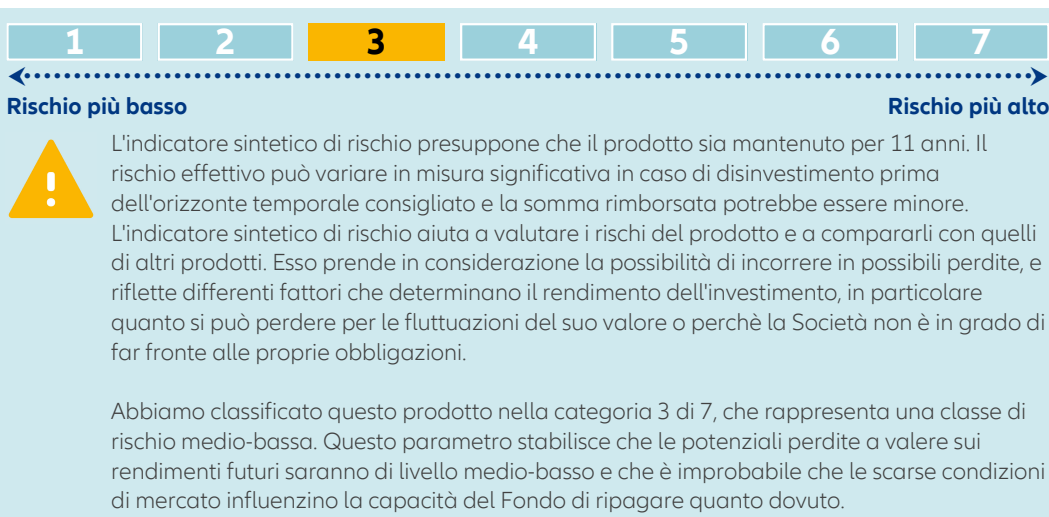 1 2 3 4 5 6 7
Rischio più basso Rischio più alto
L'indicatore sintetico di rischio presuppone che il prodotto sia mantenuto per 11 anni. Il
rischio effettivo può variare in misura significativa in caso di disinvestimento prima
dell'orizzonte temporale consigliato e la somma rimborsata potrebbe essere minore.
L'indicatore sintetico di rischio aiuta a valutare i rischi del prodotto e a compararli con quelli
di altri prodotti. Esso prende in considerazione la possibilità di incorrere in possibili perdite, e
riflette differenti fattori che determinano il rendimento dell'investimento, in particolare
quanto si può perdere per le fluttuazioni del suo valore o perchè la Società non è in grado di
far fronte alle proprie obbligazioni.
Abbiamo classificato questo prodotto nella categoria 3 di 7, che rappresenta una classe di
rischio medio-bassa. Questo parametro stabilisce che le potenziali perdite a valere sui
rendimenti futuri saranno di livello medio-basso e che è improbabile che le scarse condizioni
di mercato influenzino la capacità del Fondo di ripagare quanto dovuto.